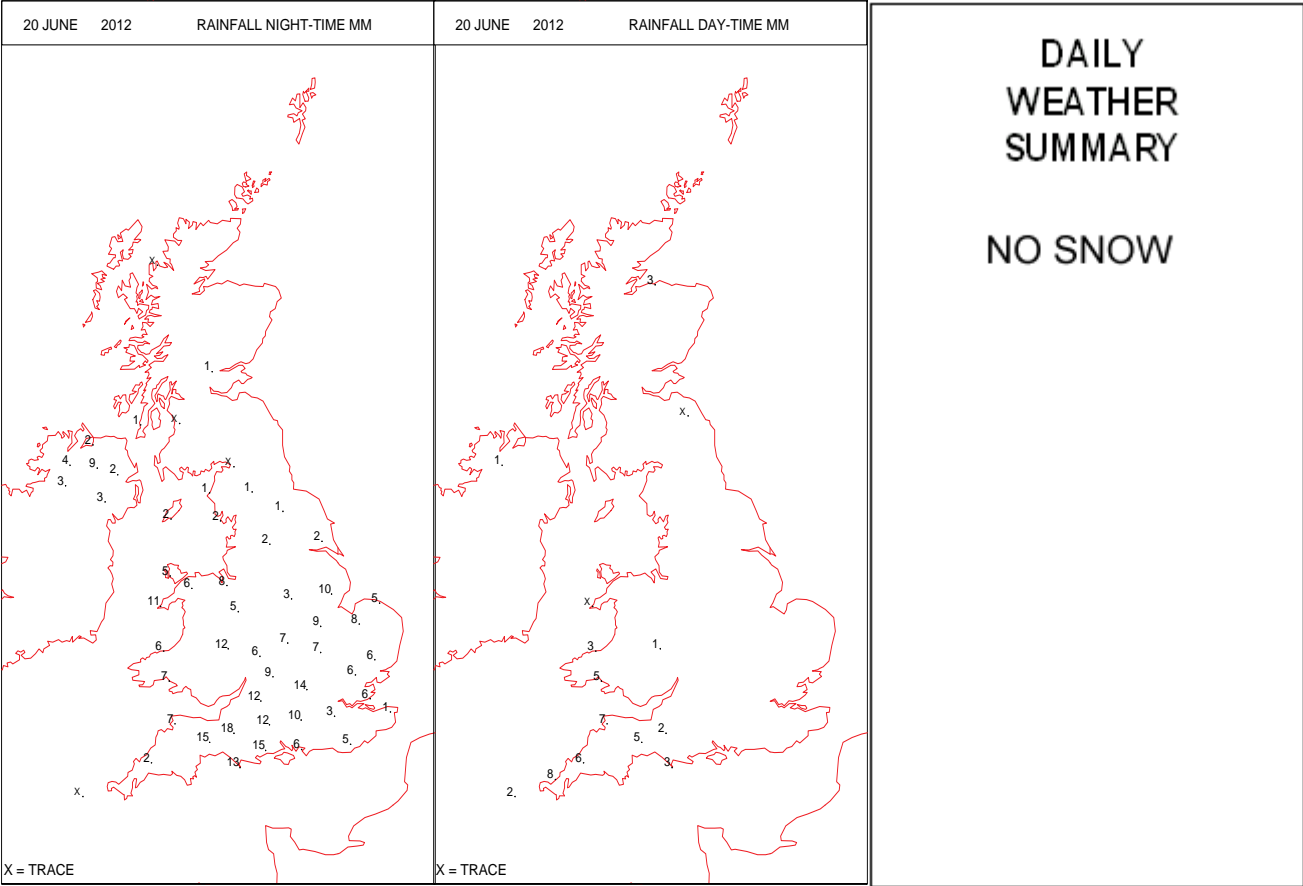 20 JUNE 2012 RAINFALL NIGHT-TIME MM
X.
1.
1. X.
2.
4. 9. 2. X.
3. 3. 1. 1.
1.
2. 2.
2. 2.
5.
6. 8.
11. 5. 3. 10. 5.
9. 8.
6. 12. 6. 7. 7. 6.
7. 9. 6.
12. 14. 6.
1.
7. 18. 12. 10. 3.
15. 15. 6. 5.
2. 13.
X.
X = TRACE
20 JUNE 2012 RAINFALL DAY-TIME MM
3.
X.
1.
X.
3. 1.
5.
7. 2.
5.
6. 3.
8.
2.
X = TRACE
DAILY
WEATHER
SUMMARY
NO SNOW